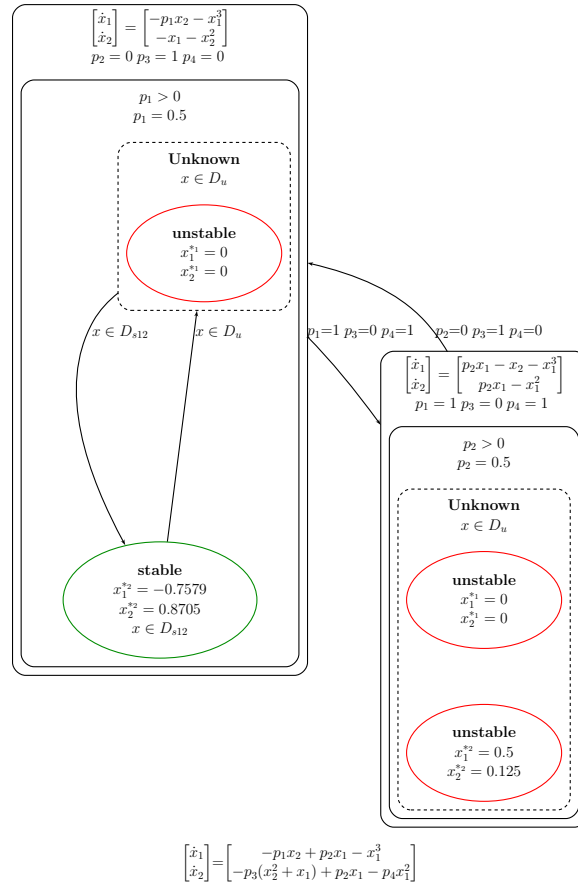 [ẋ₁ ẋ₂] = [−p₁x₂ − x₁³
−x₁ − x₂²]
p₂ = 0 p₃ = 1 p₄ = 0
p₁ > 0
p₁ = 0.5
Unknown
x ∈ Dᵤ
unstable
x₁^{*₁} = 0
x₂^{*₁} = 0
x ∈ D_{s12}
x ∈ Dᵤ
stable
x₁^{*₂} = −0.7579
x₂^{*₂} = 0.8705
x ∈ D_{s12}
p₁=1 p₃=0 p₄=1
p₂=0 p₃=1 p₄=0
[ẋ₁ ẋ₂] = [p₂x₁ − x₂ − x₁³
p₂x₁ − x₁²]
p₁ = 1 p₃ = 0 p₄ = 1
p₂ > 0
p₂ = 0.5
Unknown
x ∈ Dᵤ
unstable
x₁^{*₁} = 0
x₂^{*₁} = 0
unstable
x₁^{*₂} = 0.5
x₂^{*₂} = 0.125
[ẋ₁ ẋ₂] = [−p₁x₂ + p₂x₁ − x₁³
−p₃(x₂² + x₁) + p₂x₁ − p₄x₁²]